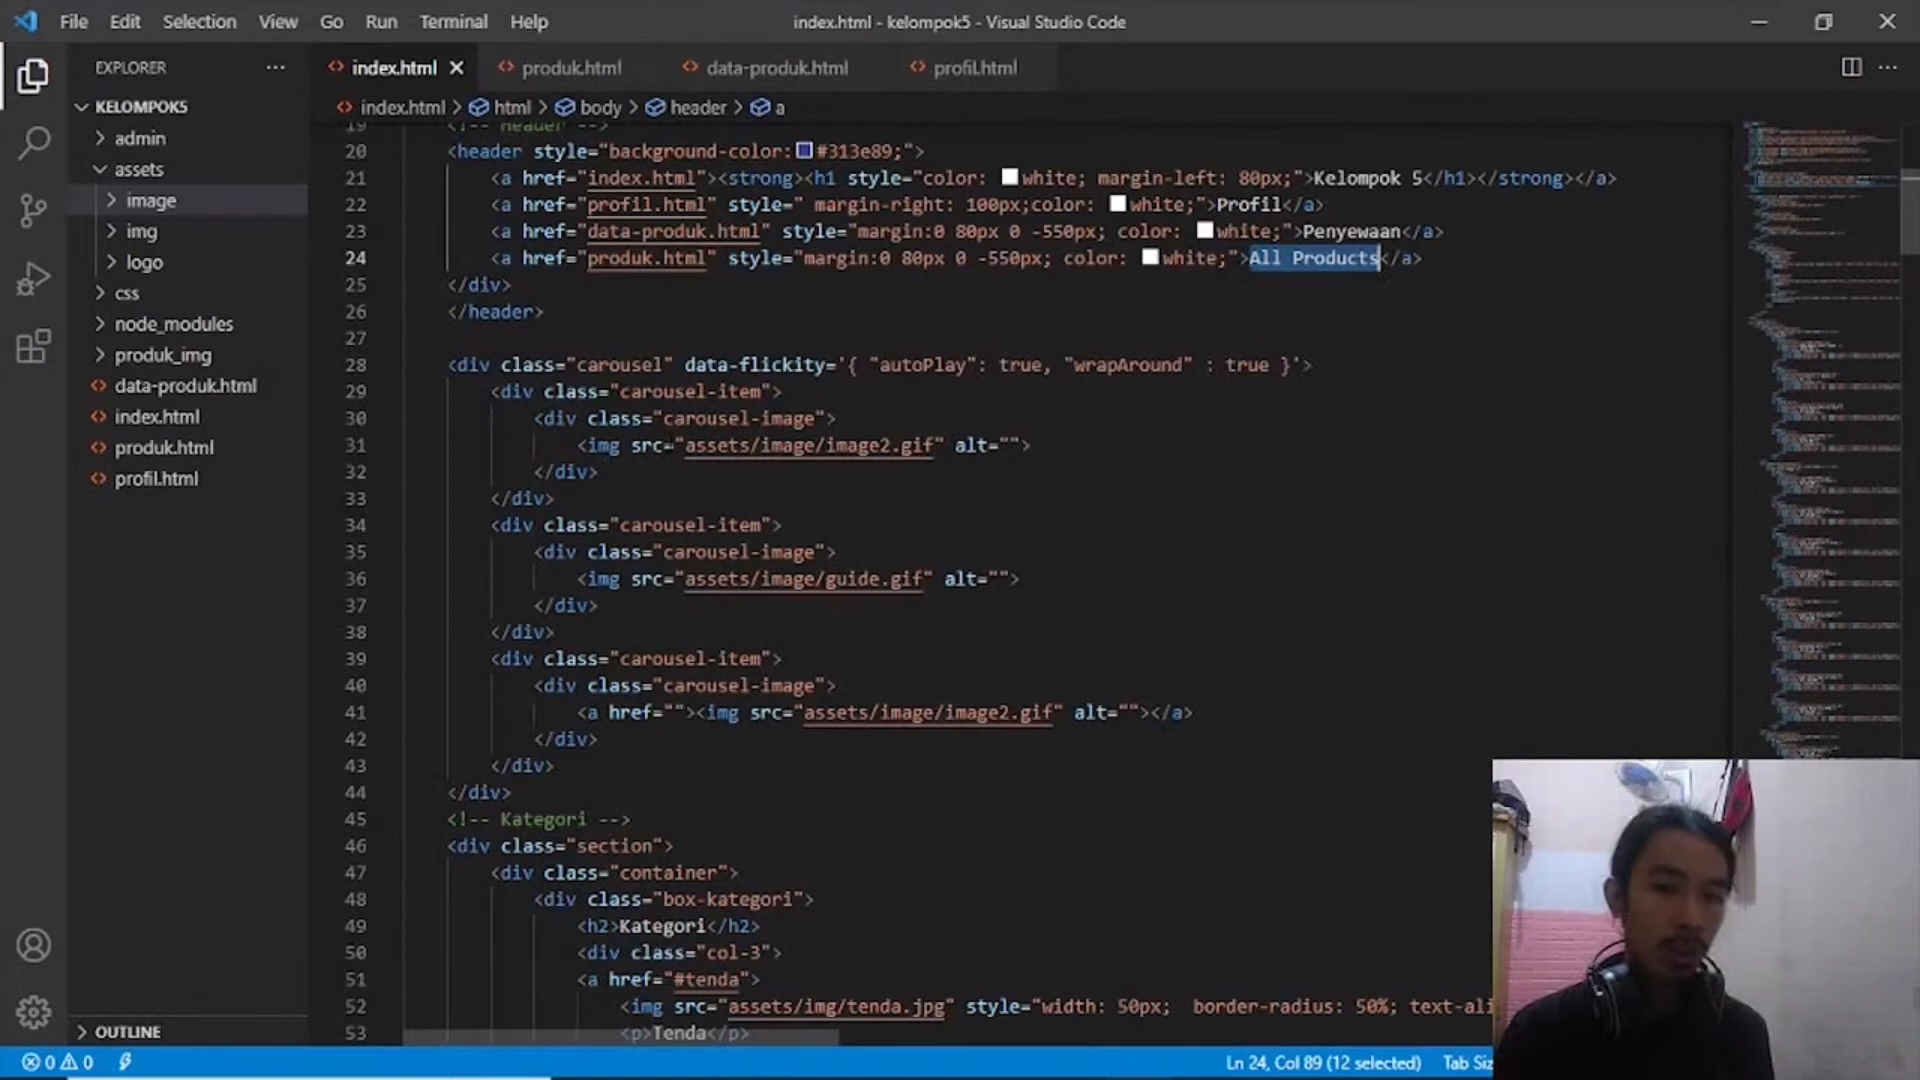 File Edit Selection View Go Run Terminal Help
index.html - kelompok5 - Visual Studio Code
EXPLORER
index.html
produk.html
data-produk.html
profil.html
index.html > html > body > header > a
KELOMPOK5
admin
assets
image
img
logo
css
node_modules
produk_img
data-produk.html
index.html
produk.html
profil.html
OUTLINE
19 <!-- Header -->
20 <header style="background-color: #313e89;">
21 <a href="index.html"><strong><h1 style="color: white; margin-left: 80px;">Kelompok 5</h1></strong></a>
22 <a href="profil.html" style=" margin-right: 100px;color: white;">Profil</a>
23 <a href="data-produk.html" style="margin:0 80px 0 -550px; color: white;">Penyewaan</a>
24 <a href="produk.html" style="margin:0 80px 0 -550px; color: white;">All Products</a>
25 </div>
26 </header>
27
28 <div class="carousel" data-flickity='{ "autoPlay": true, "wrapAround" : true }'>
29 <div class="carousel-item">
30 <div class="carousel-image">
31 <img src="assets/image/image2.gif" alt="">
32 </div>
33 </div>
34 <div class="carousel-item">
35 <div class="carousel-image">
36 <img src="assets/image/guide.gif" alt="">
37 </div>
38 </div>
39 <div class="carousel-item">
40 <div class="carousel-image">
41 <a href=""><img src="assets/image/image2.gif" alt=""></a>
42 </div>
43 </div>
44 </div>
45 <!-- Kategori -->
46 <div class="section">
47 <div class="container">
48 <div class="box-kategori">
49 <h2>Kategori</h2>
50 <div class="col-3">
51 <a href="#tenda">
52 <img src="assets/img/tenda.jpg" style="width: 50px; border-radius: 50%; text-ali
53 <p>Tenda</p>
0 0
Ln 24, Col 89 (12 selected) Tab Siz